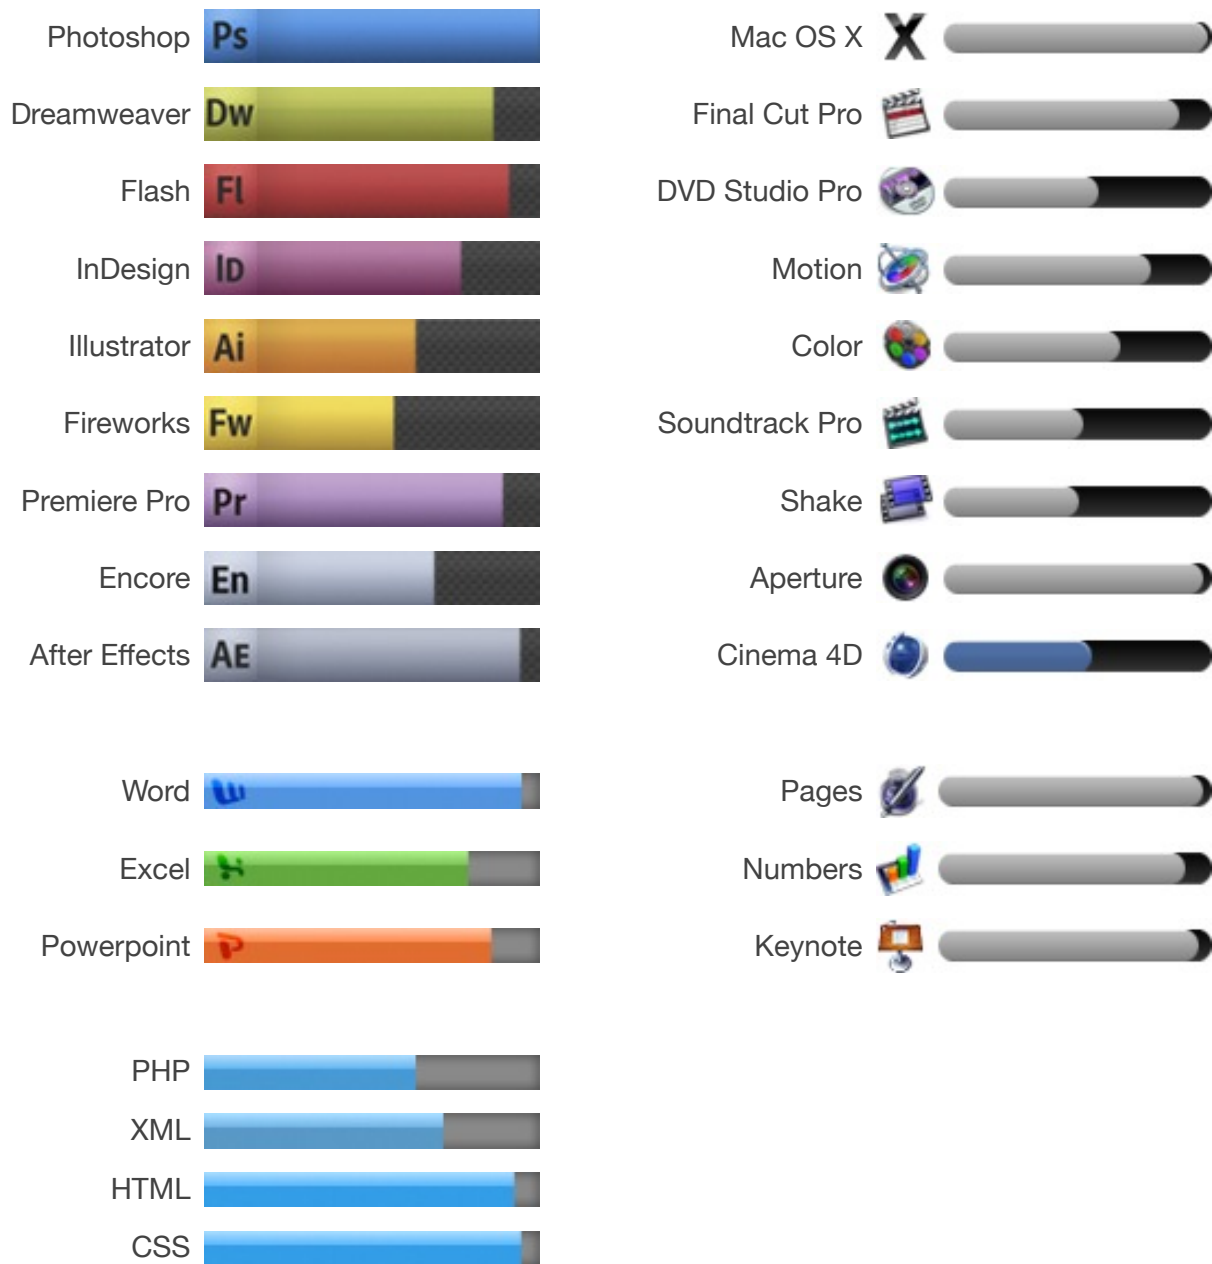 Photoshop Ps
Dreamweaver Dw
Flash Fl
InDesign ID
Illustrator Ai
Fireworks Fw
Premiere Pro Pr
Encore En
After Effects AE
Mac OS X X
Final Cut Pro
DVD Studio Pro
Motion
Color
Soundtrack Pro
Shake
Aperture
Cinema 4D
Word
Excel
Powerpoint
Pages
Numbers
Keynote
PHP
XML
HTML
CSS